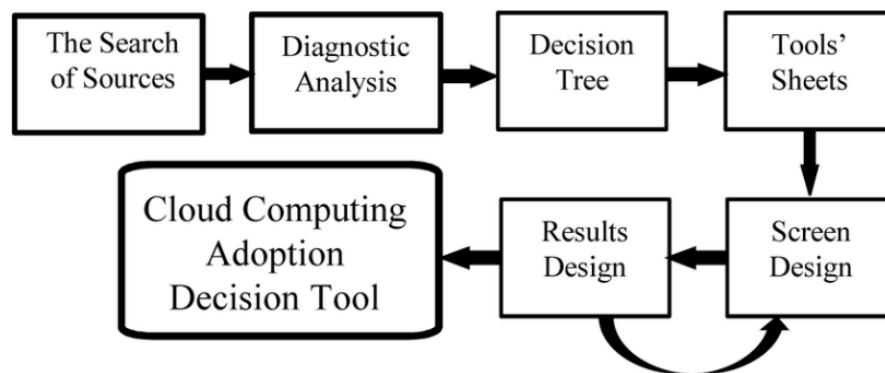 The Search
of Sources
Diagnostic
Analysis
Decision
Tree
Tools'
Sheets
Cloud Computing
Adoption
Decision Tool
Results
Design
Screen
Design